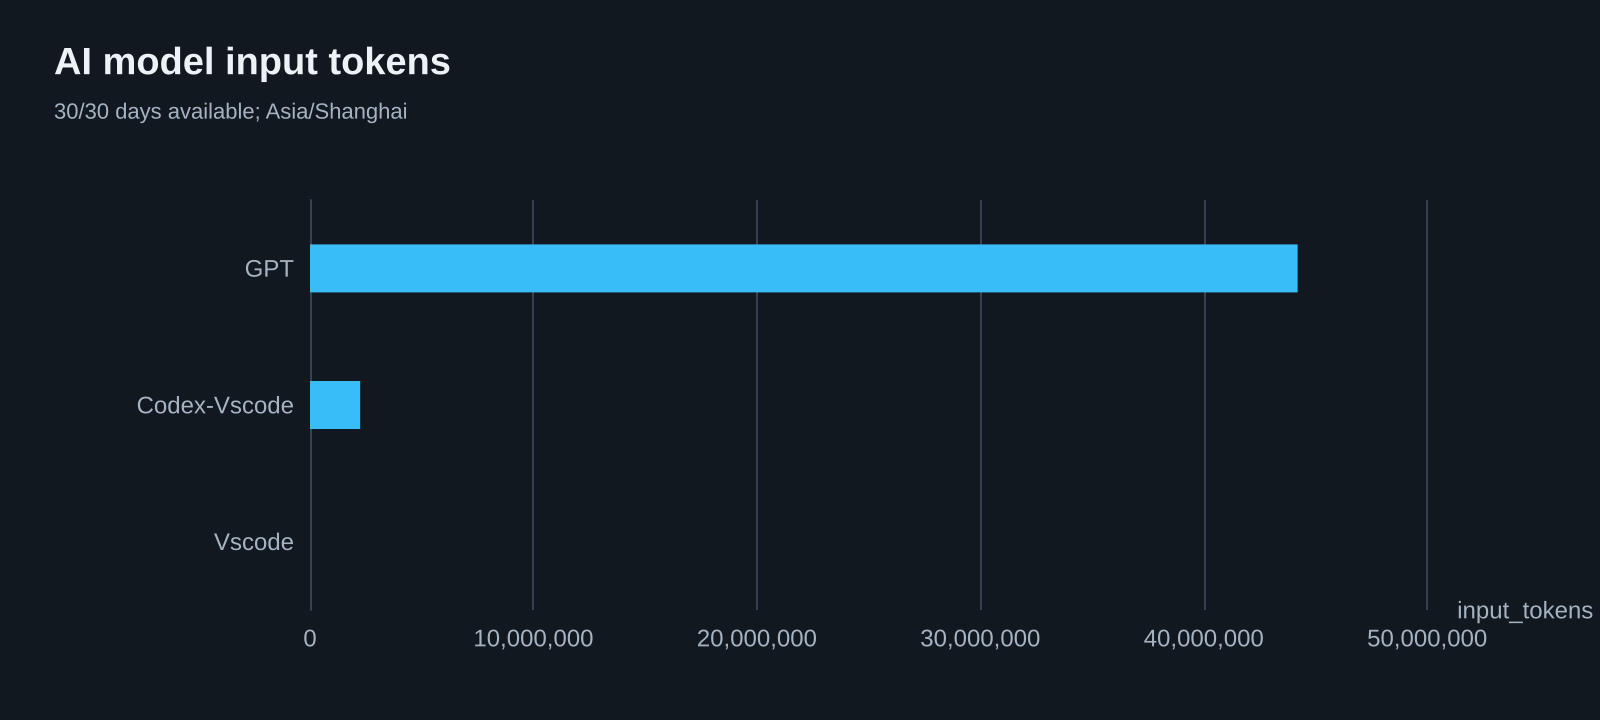 AI model input tokens
30/30 days available; Asia/Shanghai
GPT
Codex-Vscode
Vscode
input_tokens
0 10,000,000 20,000,000 30,000,000 40,000,000 50,000,000